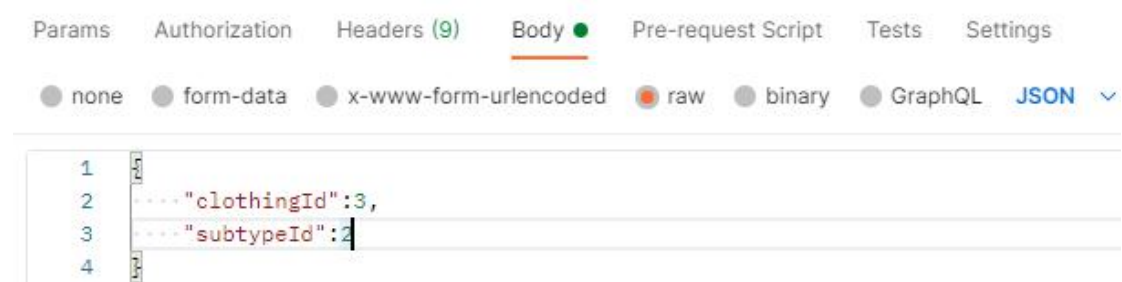 Params Authorization Headers (9) Body Pre-request Script Tests Settings
none form-data x-www-form-urlencoded raw binary GraphQL JSON
1 {
2 "clothingId":3,
3 "subtypeId":2
4 }